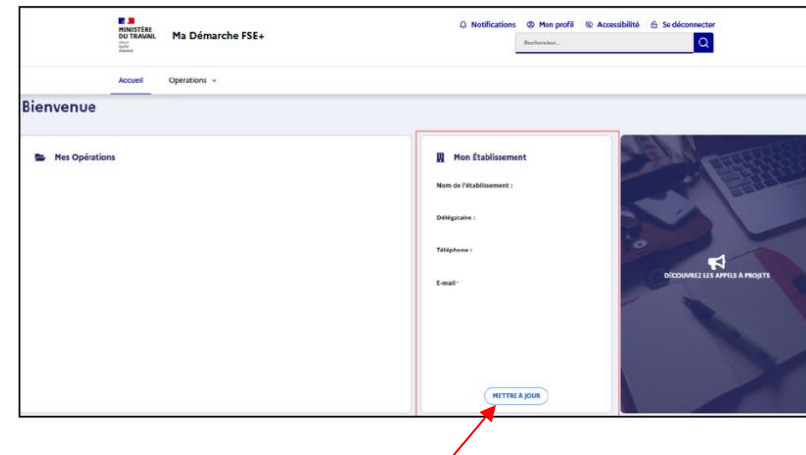 MINISTÈRE
DU TRAVAIL
Ma Démarche FSE+
Notifications
Mon profil
Accessibilité
Se déconnecter
Rechercher...
Accueil
Opérations
Bienvenue
Mes Opérations
Mon Établissement
Nom de l'établissement :
Délégataire :
Téléphone :
E-mail :
DÉCOUVREZ LES APPELS À PROJETS
METTRE À JOUR